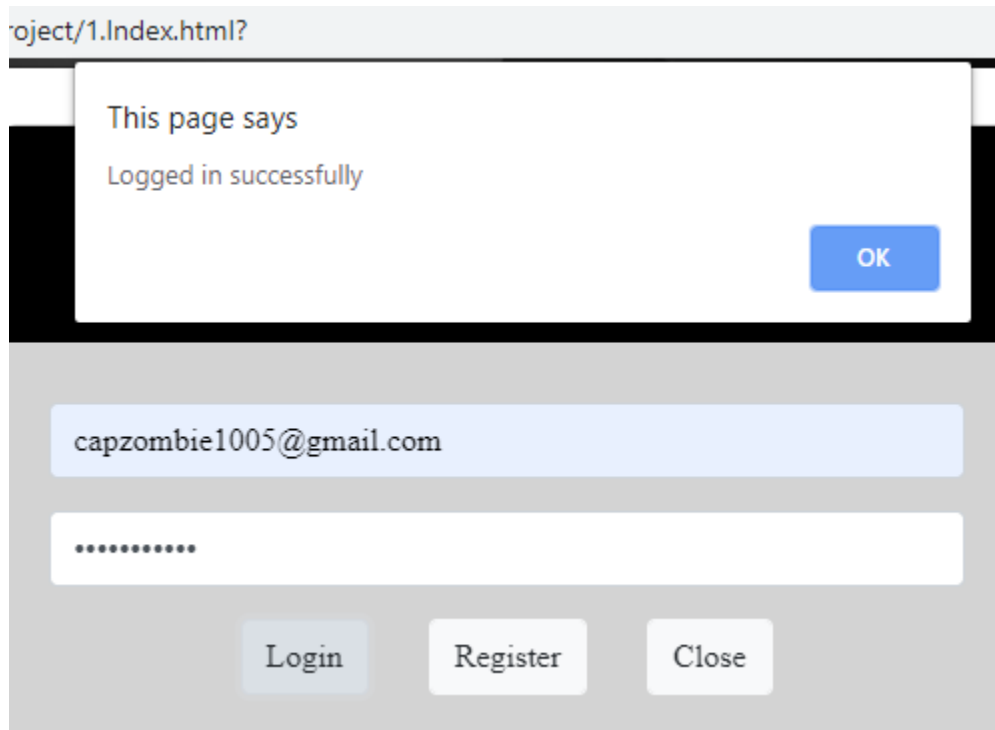 roject/1.Index.html?
This page says
Logged in successfully
OK
capzombie1005@gmail.com
•••••••••••
Login Register Close